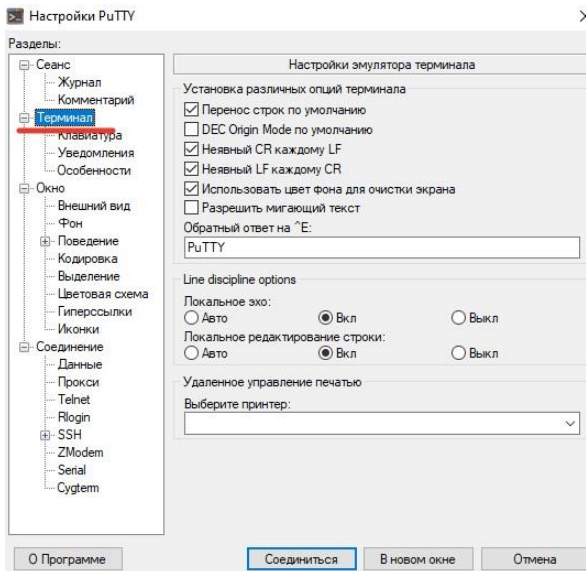 Настройки PuTTY
Разделы:
Сеанс
Журнал
Комментарий
Терминал
Клавиатура
Уведомления
Особенности
Окно
Внешний вид
Фон
Поведение
Кодировка
Выделение
Цветовая схема
Гиперссылки
Иконки
Соединение
Данные
Прокси
Telnet
Rlogin
SSH
ZModem
Serial
Cygterm
Настройки эмулятора терминала
Установка различных опций терминала
Перенос строк по умолчанию
DEC Origin Mode по умолчанию
Неявный CR каждому LF
Неявный LF каждому CR
Использовать цвет фона для очистки экрана
Разрешить мигающий текст
Обратный ответ на ^E:
PuTTY
Line discipline options
Локальное эхо:
Авто Вкл Выкл
Локальное редактирование строки:
Авто Вкл Выкл
Удаленное управление печатью
Выберите принтер:
О Программе Соединиться В новом окне Отмена